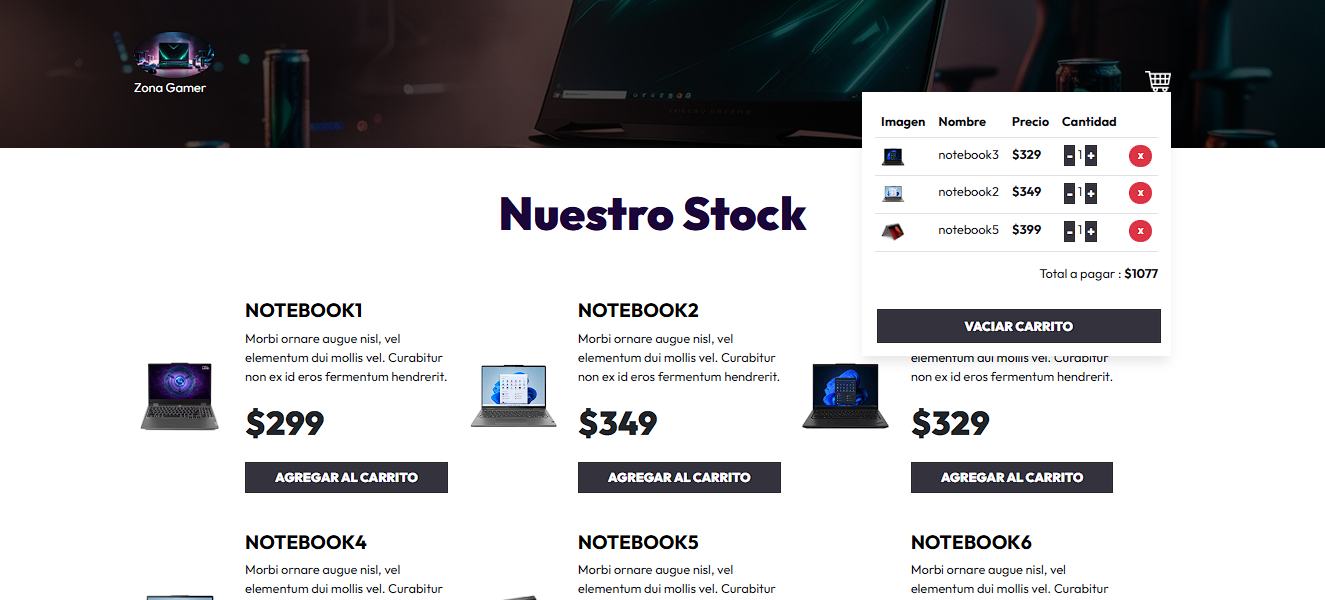 Zona Gamer
Imagen Nombre Precio Cantidad
notebook3 $329 - 1 + x
notebook2 $349 - 1 + x
notebook5 $399 - 1 + x
Total a pagar : $1077
VACIAR CARRITO
Nuestro Stock
NOTEBOOK1
Morbi ornare augue nisl, vel
elementum dui mollis vel. Curabitur
non ex id eros fermentum hendrerit.
$299
AGREGAR AL CARRITO
NOTEBOOK2
Morbi ornare augue nisl, vel
elementum dui mollis vel. Curabitur
non ex id eros fermentum hendrerit.
$349
AGREGAR AL CARRITO
elementum dui mollis vel. Curabitur
non ex id eros fermentum hendrerit.
$329
AGREGAR AL CARRITO
NOTEBOOK4
Morbi ornare augue nisl, vel
elementum dui mollis vel. Curabitur
NOTEBOOK5
Morbi ornare augue nisl, vel
elementum dui mollis vel. Curabitur
NOTEBOOK6
Morbi ornare augue nisl, vel
elementum dui mollis vel. Curabitur